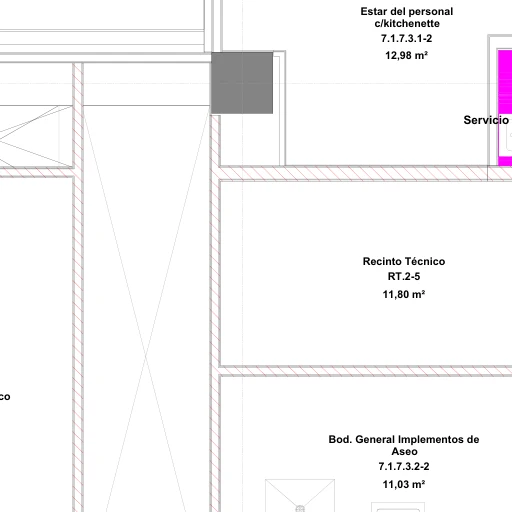 Estar del personal
c/kitchenette
7.1.7.3.1-2
12,98 m²
Servicio
Recinto Técnico
RT.2-5
11,80 m²
co
Bod. General Implementos de
Aseo
7.1.7.3.2-2
11,03 m²